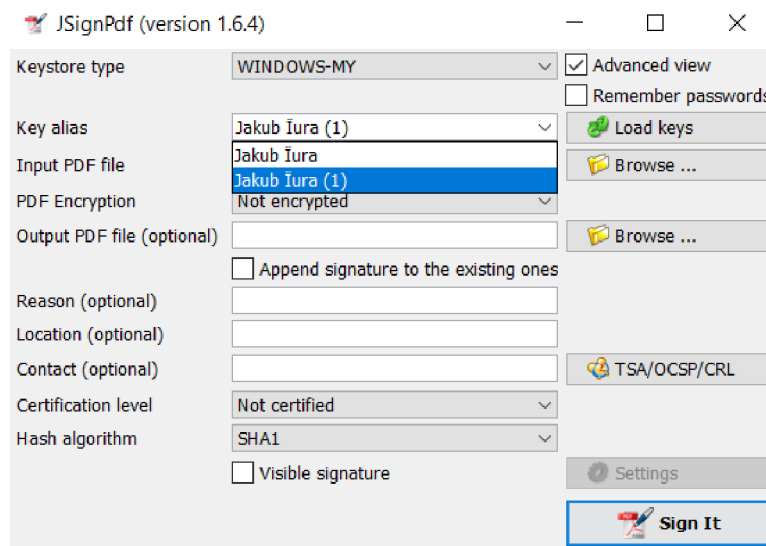 JSignPdf (version 1.6.4)
Keystore type WINDOWS-MY Advanced view
Remember passwords
Key alias Jakub Īura (1) Load keys
Jakub Īura
Input PDF file Browse ...
Jakub Īura (1)
PDF Encryption Not encrypted
Output PDF file (optional) Browse ...
Append signature to the existing ones
Reason (optional)
Location (optional)
Contact (optional) TSA/OCSP/CRL
Certification level Not certified
Hash algorithm SHA1
Visible signature Settings
Sign It